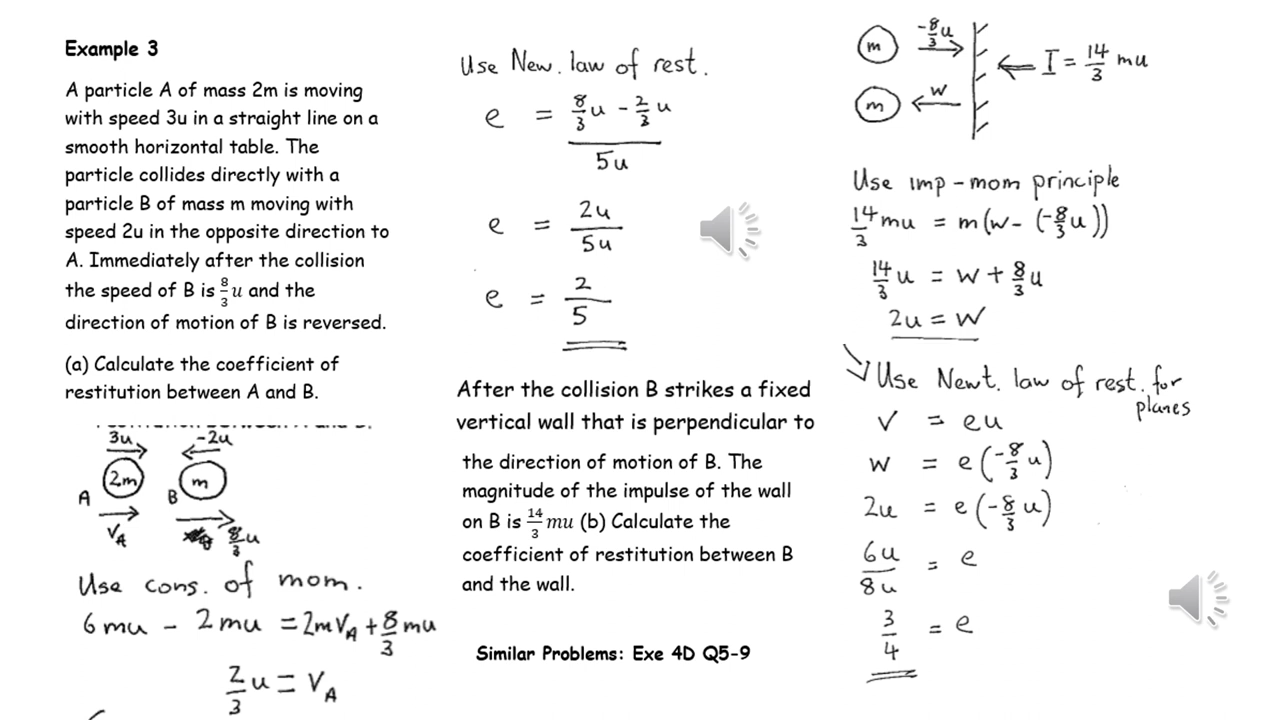 Example 3
A particle A of mass 2m is moving
with speed 3u in a straight line on a
smooth horizontal table. The
particle collides directly with a
particle B of mass m moving with
speed 2u in the opposite direction to
A. Immediately after the collision
the speed of B is 8/3 u and the
direction of motion of B is reversed.
(a) Calculate the coefficient of
restitution between A and B.
3u -2u
A 2m B m
V_A 8/3 u
Use cons. of mom.
6mu - 2mu = 2mV_A + 8/3 mu
2/3 u = V_A
Use New. law of rest.
e = (8/3 u - 2/3 u) / 5u
e = 2u/5u
e = 2/5
After the collision B strikes a fixed
vertical wall that is perpendicular to
the direction of motion of B. The
magnitude of the impulse of the wall
on B is 14/3 mu (b) Calculate the
coefficient of restitution between B
and the wall.
Similar Problems: Exe 4D Q5-9
m -8/3 u I = 14/3 mu
m w
Use imp-mom principle
14/3 mu = m(w - (-8/3 u))
14/3 u = w + 8/3 u
2u = w
Use Newt. law of rest. for
planes
v = eu
w = e(-8/3 u)
2u = e(-8/3 u)
6u/8u = e
3/4 = e